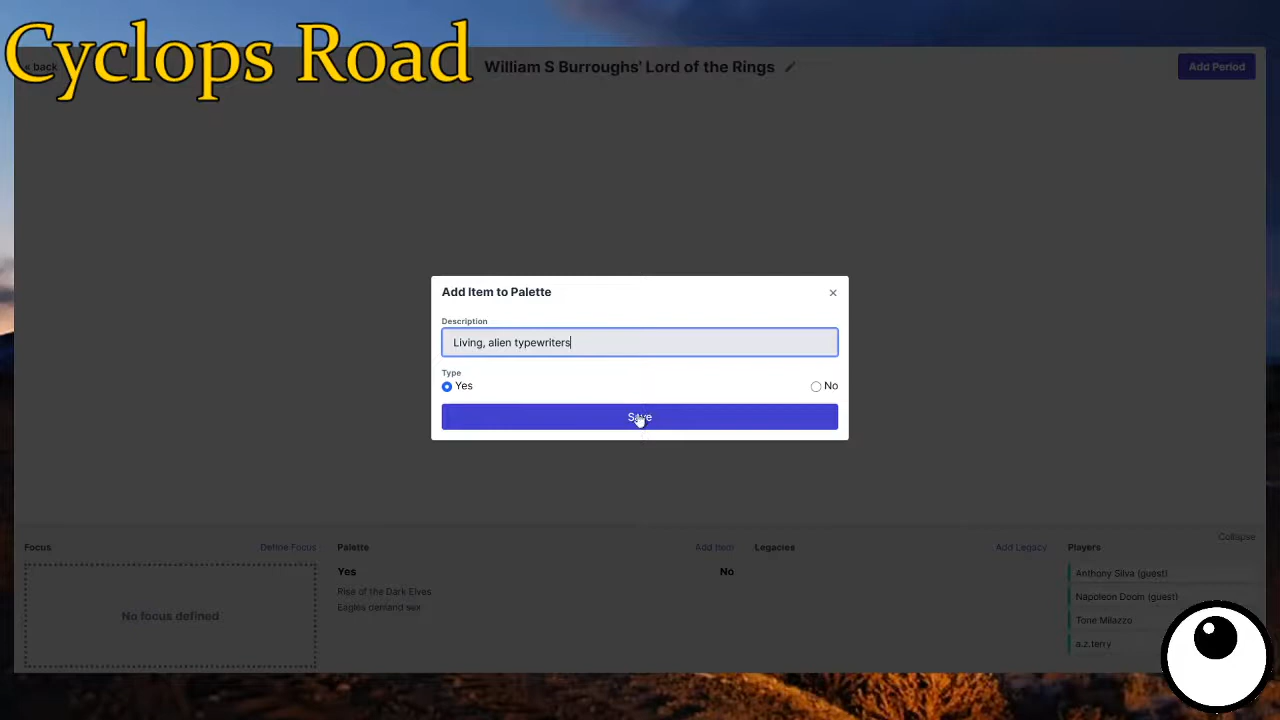 Cyclops Road
< back
William S Burroughs' Lord of the Rings
Add Period
Add Item to Palette
×
Description
Living, alien typewriters
Type
Yes
No
Save
Collapse
Focus
Define Focus
Palette
Add Item
Legacies
Add Legacy
Players
No focus defined
Yes
No
Rise of the Dark Elves
Eagles demand sex
Anthony Silva (guest)
Napoleon Doom (guest)
Tone Milazzo
a.z.terry